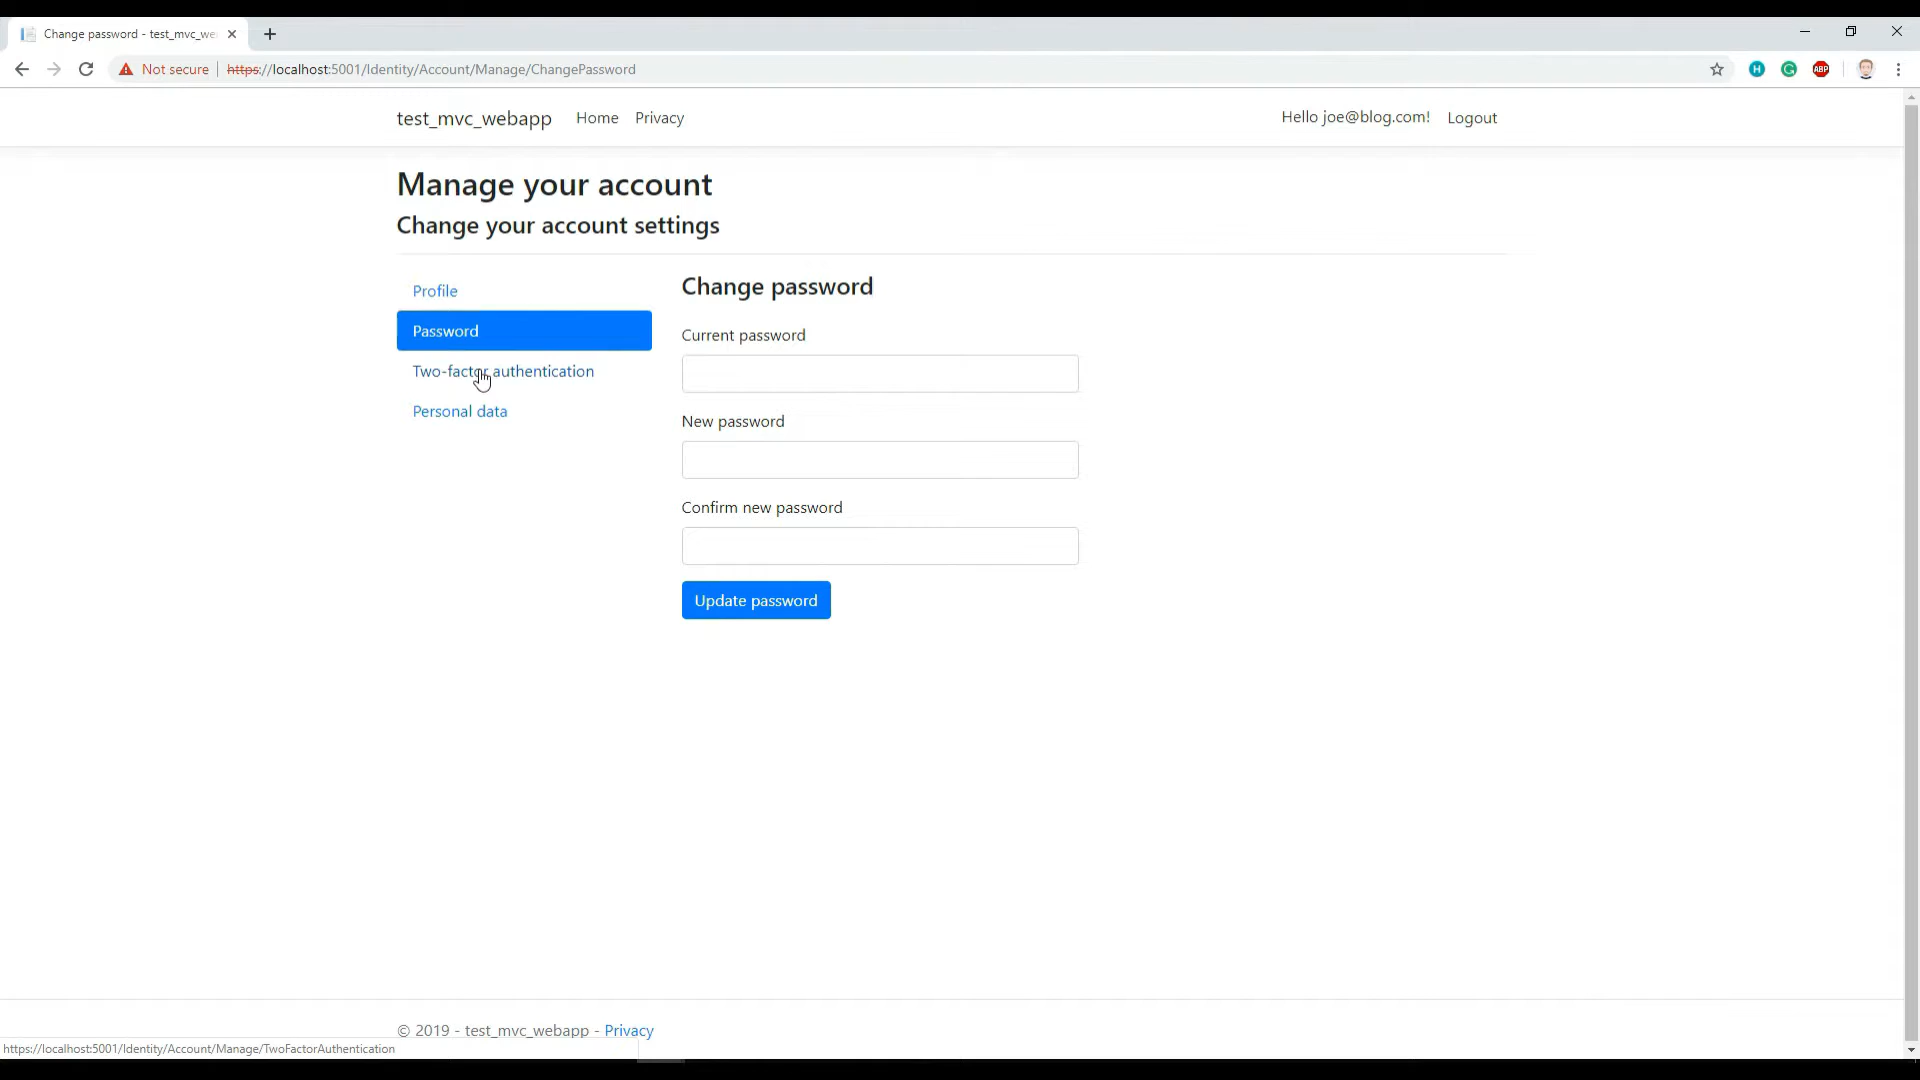 Change password - test_mvc_we
Not secure https://localhost:5001/Identity/Account/Manage/ChangePassword
H G ABP
test_mvc_webapp Home Privacy Hello joe@blog.com! Logout
Manage your account
Change your account settings
Profile
Password
Two-factor authentication
Personal data
Change password
Current password
New password
Confirm new password
Update password
© 2019 - test_mvc_webapp - Privacy
https://localhost:5001/Identity/Account/Manage/TwoFactorAuthentication